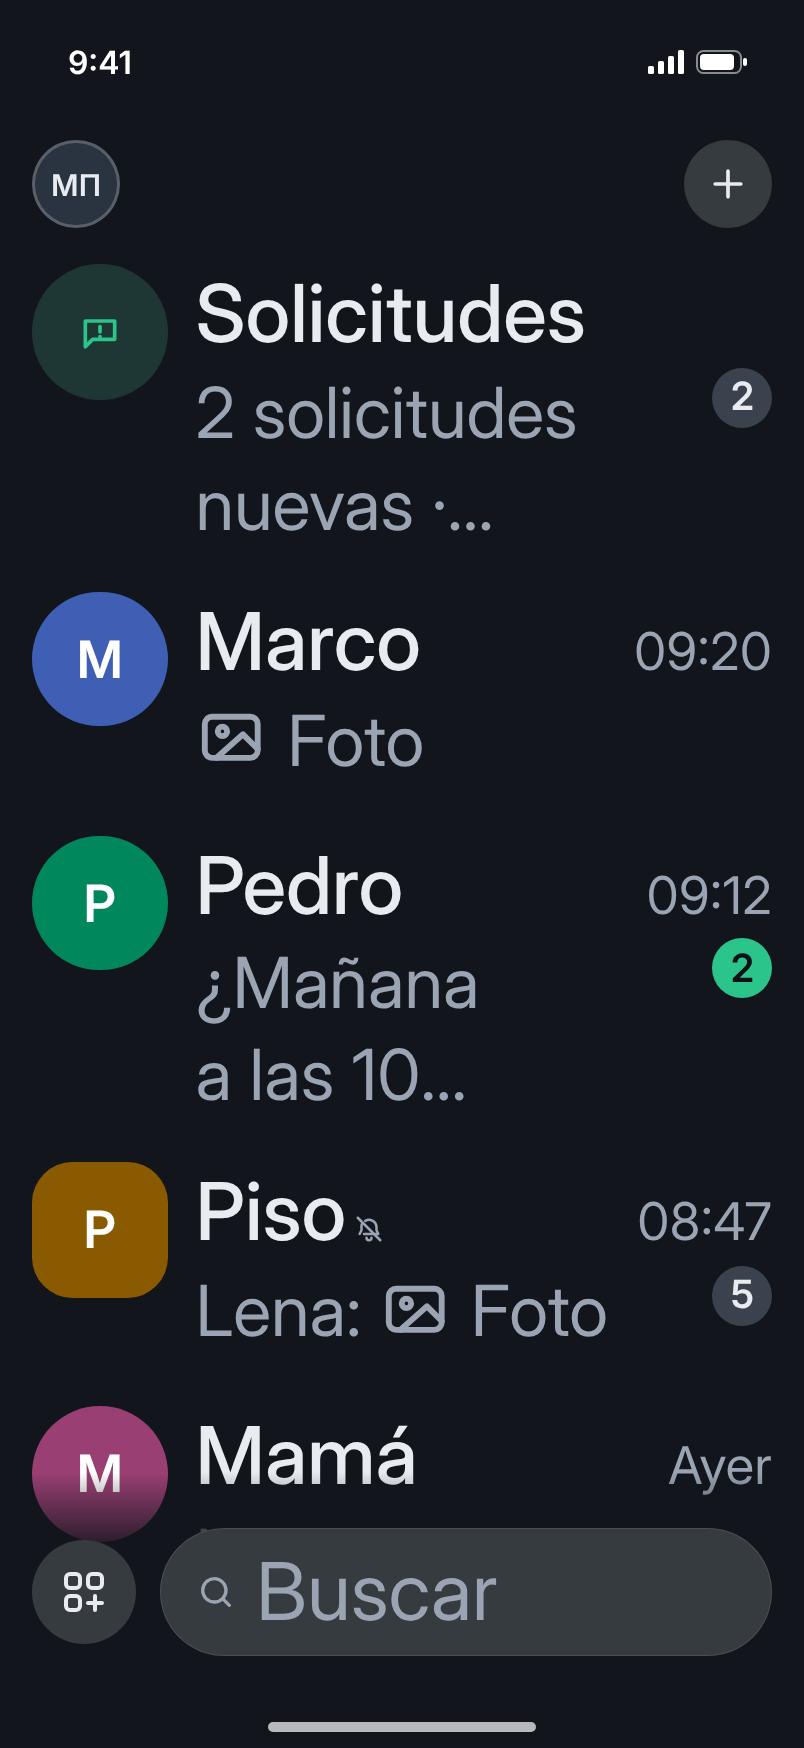 9:41
МП
Solicitudes
2 solicitudes
nuevas ·...
2
M
Marco
09:20
Foto
P
Pedro
09:12
¿Mañana
a las 10...
2
P
Piso
08:47
Lena: Foto
5
M
Mamá
Ayer
Buscar